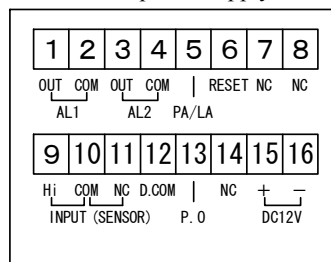 1 2 3 4 5 6 7 8
OUT COM OUT COM | RESET NC NC
AL1 AL2 PA/LA
9 10 11 12 13 14 15 16
Hi COM NC D.COM | NC + −
INPUT (SENSOR) P.O DC12V